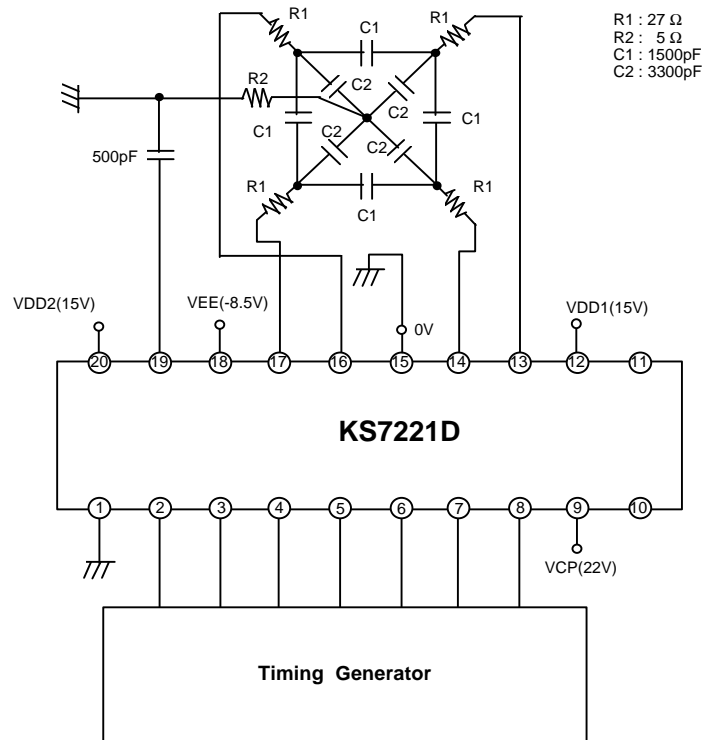 R1
R1
R1 : 27 Ω
R2 : 5 Ω
C1 : 1500pF
C2 : 3300pF
C1
R2
C2
C2
C1
C2
C2
C1
500pF
R1
R1
C1
VDD2(15V)
VEE(-8.5V)
0V
VDD1(15V)
20
19
18
17
16
15
14
13
12
11
KS7221D
1
2
3
4
5
6
7
8
9
10
VCP(22V)
Timing Generator